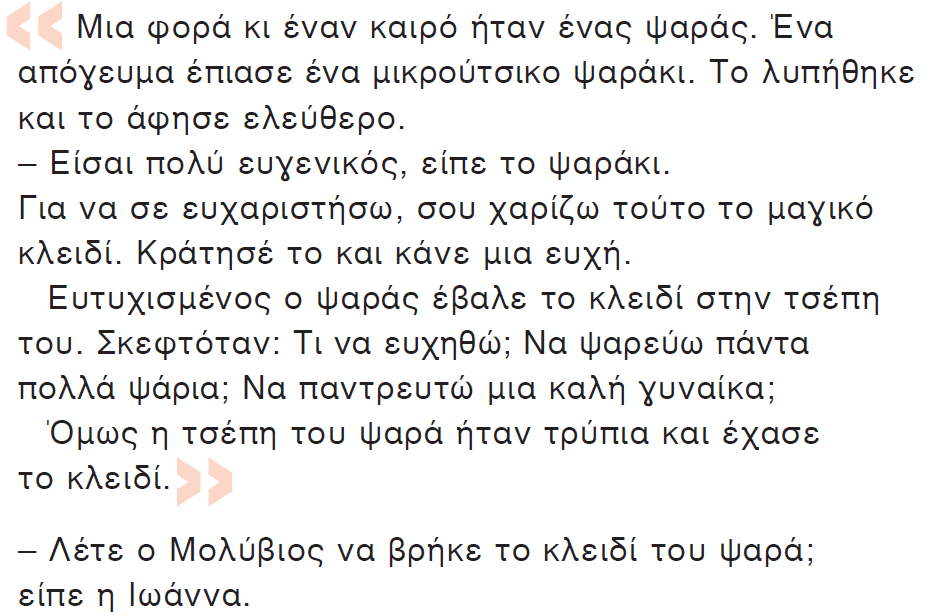 « Μια φορά κι έναν καιρό ήταν ένας ψαράς. Ένα
απόγευμα έπιασε ένα μικρούτσικο ψαράκι. Το λυπήθηκε
και το άφησε ελεύθερο.
– Είσαι πολύ ευγενικός, είπε το ψαράκι.
Για να σε ευχαριστήσω, σου χαρίζω τούτο το μαγικό
κλειδί. Κράτησέ το και κάνε μια ευχή.
Ευτυχισμένος ο ψαράς έβαλε το κλειδί στην τσέπη
του. Σκεφτόταν: Τι να ευχηθώ; Να ψαρεύω πάντα
πολλά ψάρια; Να παντρευτώ μια καλή γυναίκα;
Όμως η τσέπη του ψαρά ήταν τρύπια και έχασε
το κλειδί. »
– Λέτε ο Μολύβιος να βρήκε το κλειδί του ψαρά;
είπε η Ιωάννα.